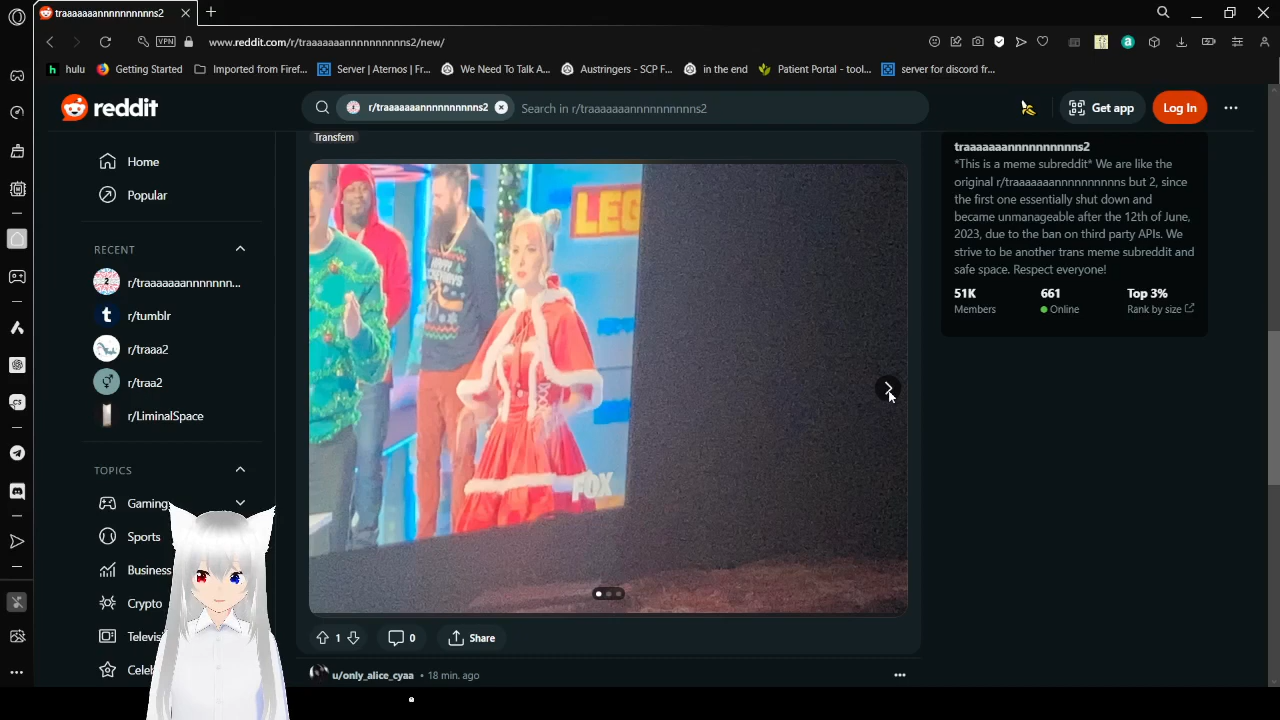 traaaaaaannnnnnnnnns2
VPN
www.reddit.com/r/traaaaaaannnnnnnnnns2/new/
hulu
Getting Started
Imported from Firef...
Server | Aternos | Fr...
We Need To Talk A...
Austringers - SCP F...
in the end
Patient Portal - tool...
server for discord fr...
reddit
r/traaaaaaannnnnnnnnns2
Search in r/traaaaaaannnnnnnnnns2
Get app
Log In
Home
Popular
RECENT
r/traaaaaaannnnnnn...
r/tumblr
r/traaa2
r/traa2
r/LiminalSpace
TOPICS
Gaming
Sports
Business
Crypto
Televisi
Celeb
Transfem
LEG
HAPPY
FOX
1
0
Share
u/only_alice_cyaa • 18 min. ago
traaaaaaannnnnnnnnns2
*This is a meme subreddit* We are like the
original r/traaaaaaannnnnnnnnns but 2, since
the first one essentially shut down and
became unmanageable after the 12th of June,
2023, due to the ban on third party APIs. We
strive to be another trans meme subreddit and
safe space. Respect everyone!
51K
Members
661
Online
Top 3%
Rank by size